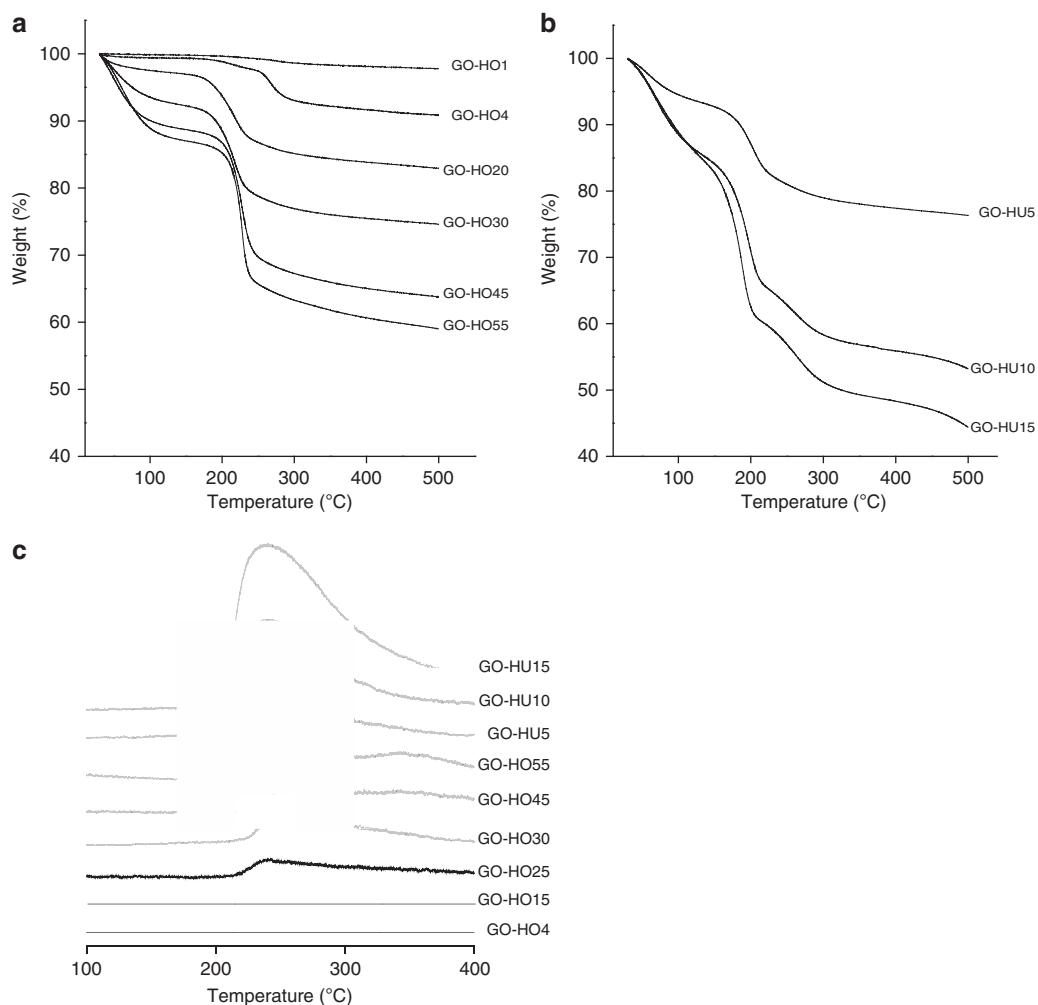 a
100
90
80
70
60
50
40
Weight (%)
100
200
300
400
500
Temperature (°C)
GO-HO1
GO-HO4
GO-HO20
GO-HO30
GO-HO45
GO-HO55
b
100
90
80
70
60
50
40
Weight (%)
100
200
300
400
500
Temperature (°C)
GO-HU5
GO-HU10
GO-HU15
c
GO-HU15
GO-HU10
GO-HU5
GO-HO55
GO-HO45
GO-HO30
GO-HO25
GO-HO15
GO-HO4
100
200
300
400
Temperature (°C)